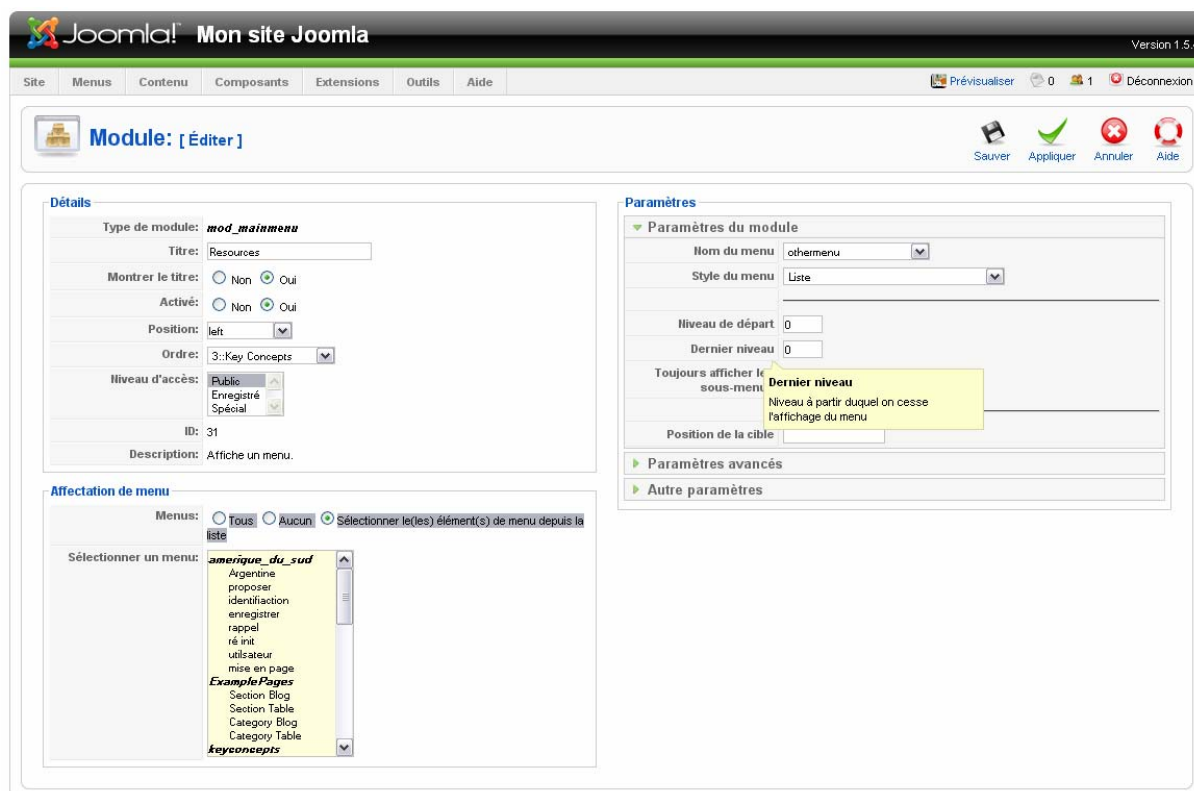 Joomla! Mon site Joomla
Version 1.5.
Site Menus Contenu Composants Extensions Outils Aide Prévisualiser 0 1 Déconnexion
Module: [ Éditer ]
Sauver Appliquer Annuler Aide
Détails
Type de module: mod_mainmenu
Titre: Resources
Montrer le titre: Non Oui
Activé: Non Oui
Position: left
Ordre: 3::Key Concepts
Niveau d'accès: Public
Enregistré
Spécial
ID: 31
Description: Affiche un menu.
Affectation de menu
Menus: Tous Aucun Sélectionner le(les) élément(s) de menu depuis la
liste
Sélectionner un menu: amerique_du_sud
Argentine
proposer
identifiaction
enregistrer
rappel
ré init
utilsateur
mise en page
ExamplePages
Section Blog
Section Table
Category Blog
Category Table
keyconcepts
Paramètres
Paramètres du module
Nom du menu othermenu
Style du menu Liste
Niveau de départ 0
Dernier niveau 0
Toujours afficher le
sous-menu
Dernier niveau
Niveau à partir duquel on cesse
l'affichage du menu
Position de la cible
Paramètres avancés
Autre paramètres